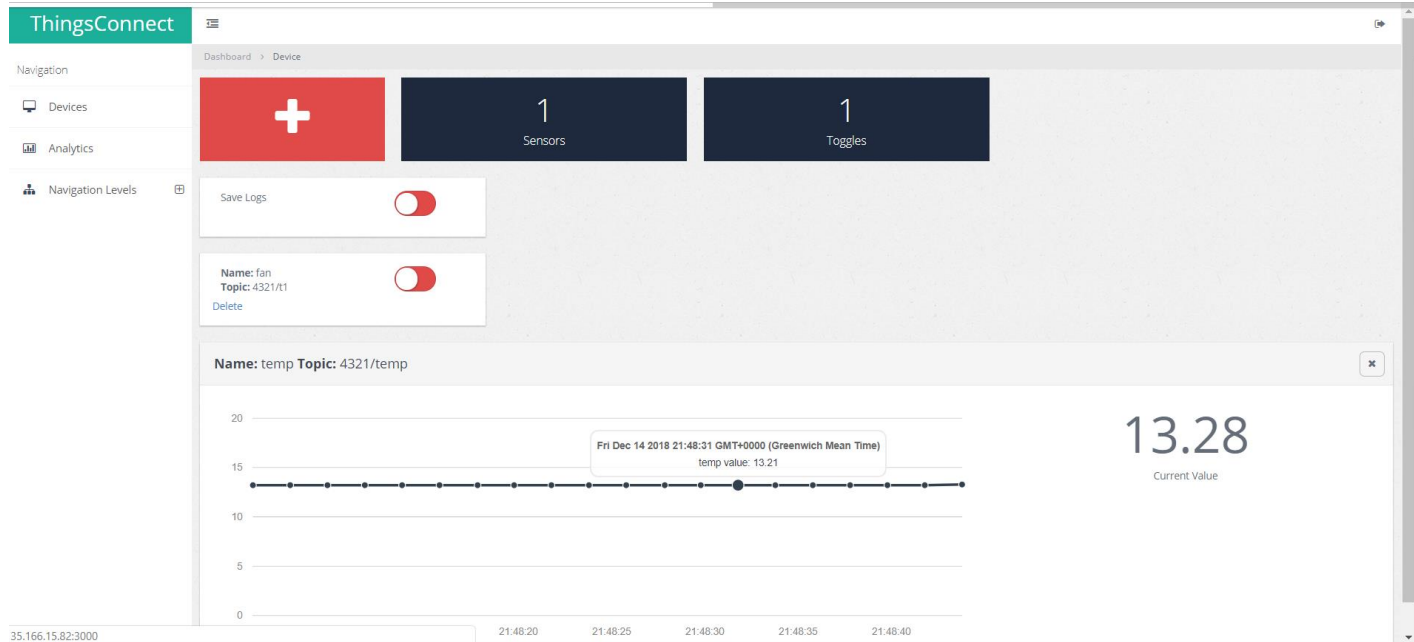 ThingsConnect
Dashboard > Device
Navigation
Devices
Analytics
Navigation Levels
1
Sensors
1
Toggles
Save Logs
Name: fan
Topic: 4321/t1
Delete
Name: temp Topic: 4321/temp
20
15
10
5
0
Fri Dec 14 2018 21:48:31 GMT+0000 (Greenwich Mean Time)
temp value: 13.21
13.28
Current Value
21:48:20 21:48:25 21:48:30 21:48:35 21:48:40
35.166.15.82:3000